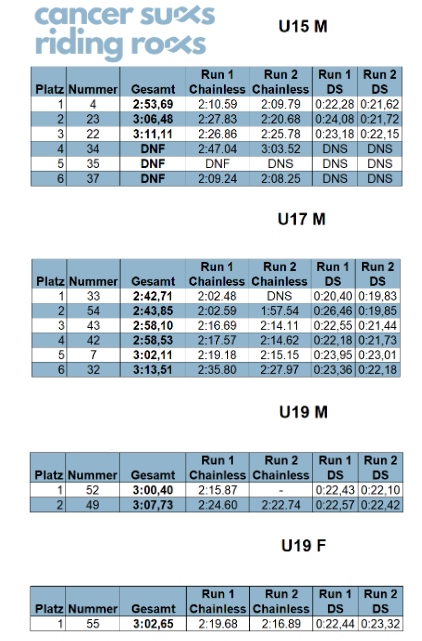 cancer sucks
riding rocks
U15 M
Run 1 Run 2 Run 1 Run 2
Platz Nummer Gesamt Chainless Chainless DS DS
1 4 2:53,69 2:10.59 2:09.79 0:22,28 0:21,62
2 23 3:06,48 2:27.83 2:20.68 0:24,08 0:21,72
3 22 3:11,11 2:26.86 2:25.78 0:23,18 0:22,15
4 34 DNF 2:47.04 3:03.52 DNS DNS
5 35 DNF DNF DNS DNS DNS
6 37 DNF 2:09.24 2:08.25 DNS DNS
U17 M
Run 1 Run 2 Run 1 Run 2
Platz Nummer Gesamt Chainless Chainless DS DS
1 33 2:42,71 2:02.48 DNS 0:20,40 0:19,83
2 54 2:43,85 2:02.59 1:57.54 0:26,46 0:19,85
3 43 2:58,10 2:16.69 2:14.11 0:22,55 0:21,44
4 42 2:58,53 2:17.57 2:14.62 0:22,18 0:21,73
5 7 3:02,11 2:19.18 2:15.15 0:23,95 0:23,01
6 32 3:13,51 2:35.80 2:27.97 0:23,36 0:22,18
U19 M
Run 1 Run 2 Run 1 Run 2
Platz Nummer Gesamt Chainless Chainless DS DS
1 52 3:00,40 2:15.87 - 0:22,43 0:22,10
2 49 3:07,73 2:24.60 2:22.74 0:22,57 0:22,42
U19 F
Run 1 Run 2 Run 1 Run 2
Platz Nummer Gesamt Chainless Chainless DS DS
1 55 3:02,65 2:19.68 2:16.89 0:22,44 0:23,32